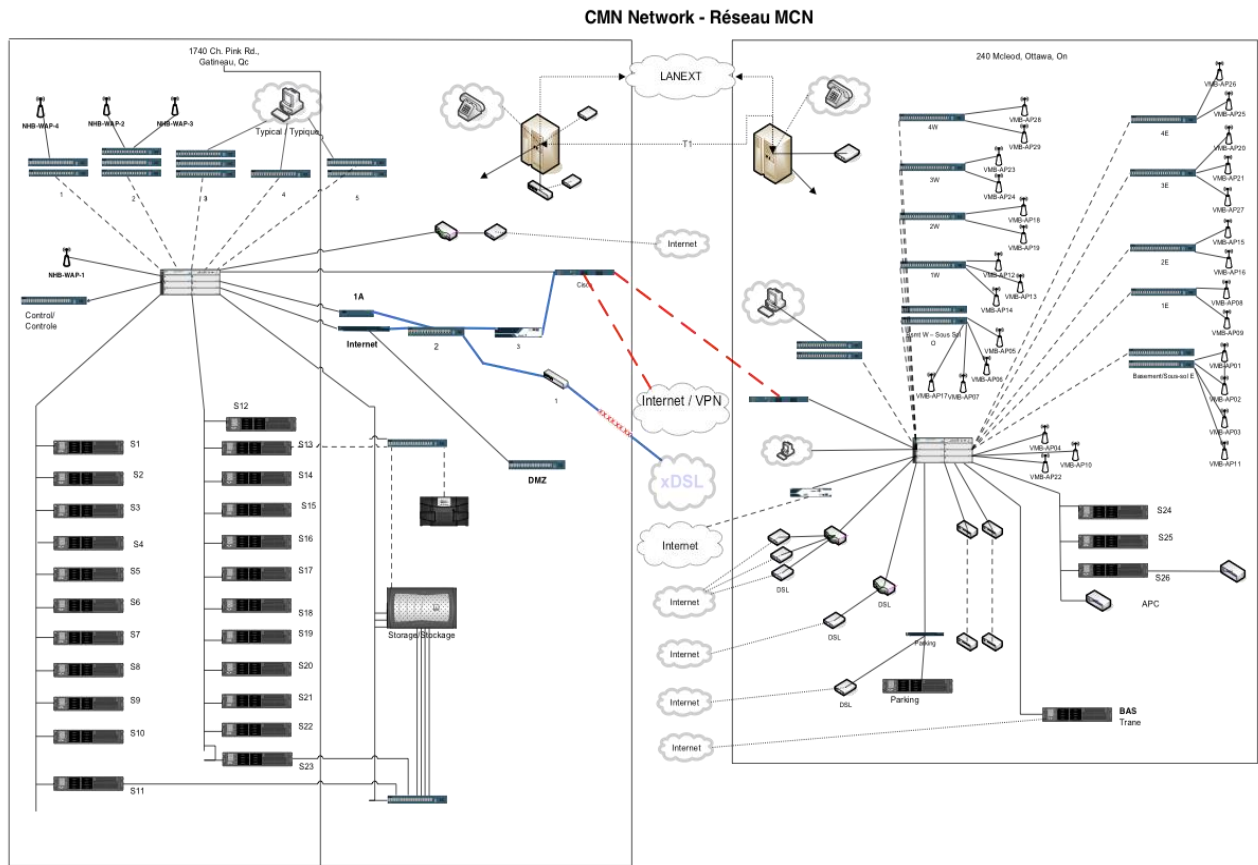 CMN Network - Réseau MCN
1740 Ch. Pink Rd.,
Gatineau, Qc
LANEXT
240 Mcleod, Ottawa, On
NHB-WAP-4
NHB-WAP-2
NHB-WAP-3
Typical / Typique
1
2
3
4
5
T1
Internet
NHB-WAP-1
Control/
Controle
1A
Internet
2
3
Cisco
1
Internet / VPN
xDSL
DMZ
S12
S1
S2
S3
S4
S5
S6
S7
S8
S9
S10
S11
S13
S14
S15
S16
S17
S18
S19
S20
S21
S22
S23
Storage/Stockage
4W
VMB-AP28
VMB-AP29
3W
VMB-AP23
VMB-AP24
2W
VMB-AP18
VMB-AP19
1W
VMB-AP12
VMB-AP13
VMB-AP14
Bsmt W – Sous Sol
O
VMB-AP05
VMB-AP06
VMB-AP17
VMB-AP07
VMB-AP26
VMB-AP25
4E
VMB-AP20
3E
VMB-AP21
VMB-AP27
VMB-AP15
2E
VMB-AP16
1E
VMB-AP08
VMB-AP09
Basement/Sous-sol E
VMB-AP01
VMB-AP02
VMB-AP03
VMB-AP11
VMB-AP04
VMB-AP10
VMB-AP22
Internet
Internet
DSL
DSL
Internet
DSL
Internet
DSL
Internet
Parking
Parking
S24
S25
S26
APC
BAS
Trane